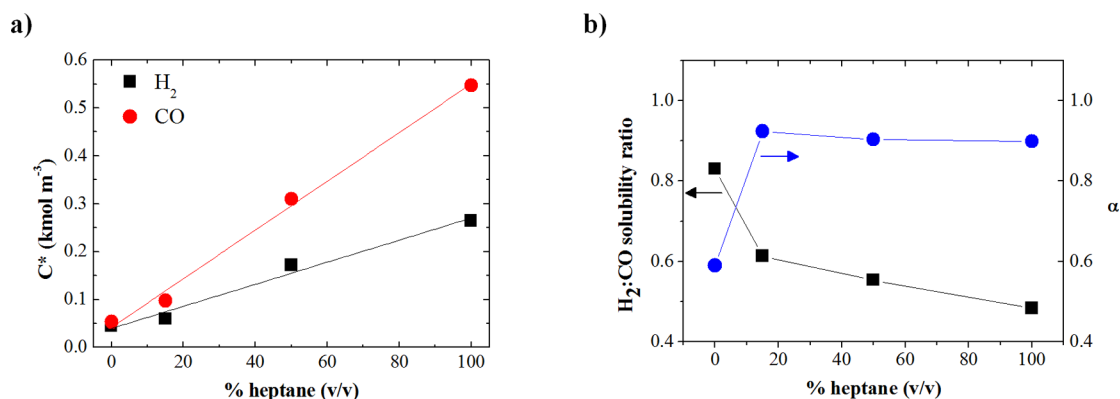 a)
0.6
0.5
0.4
0.3
0.2
0.1
0.0
C* (kmol m⁻³)
H₂
CO
0 20 40 60 80 100
% heptane (v/v)
b)
1.0
0.8
0.6
0.4
H₂:CO solubility ratio
1.0
0.8
0.6
0.4
α
0 20 40 60 80 100
% heptane (v/v)